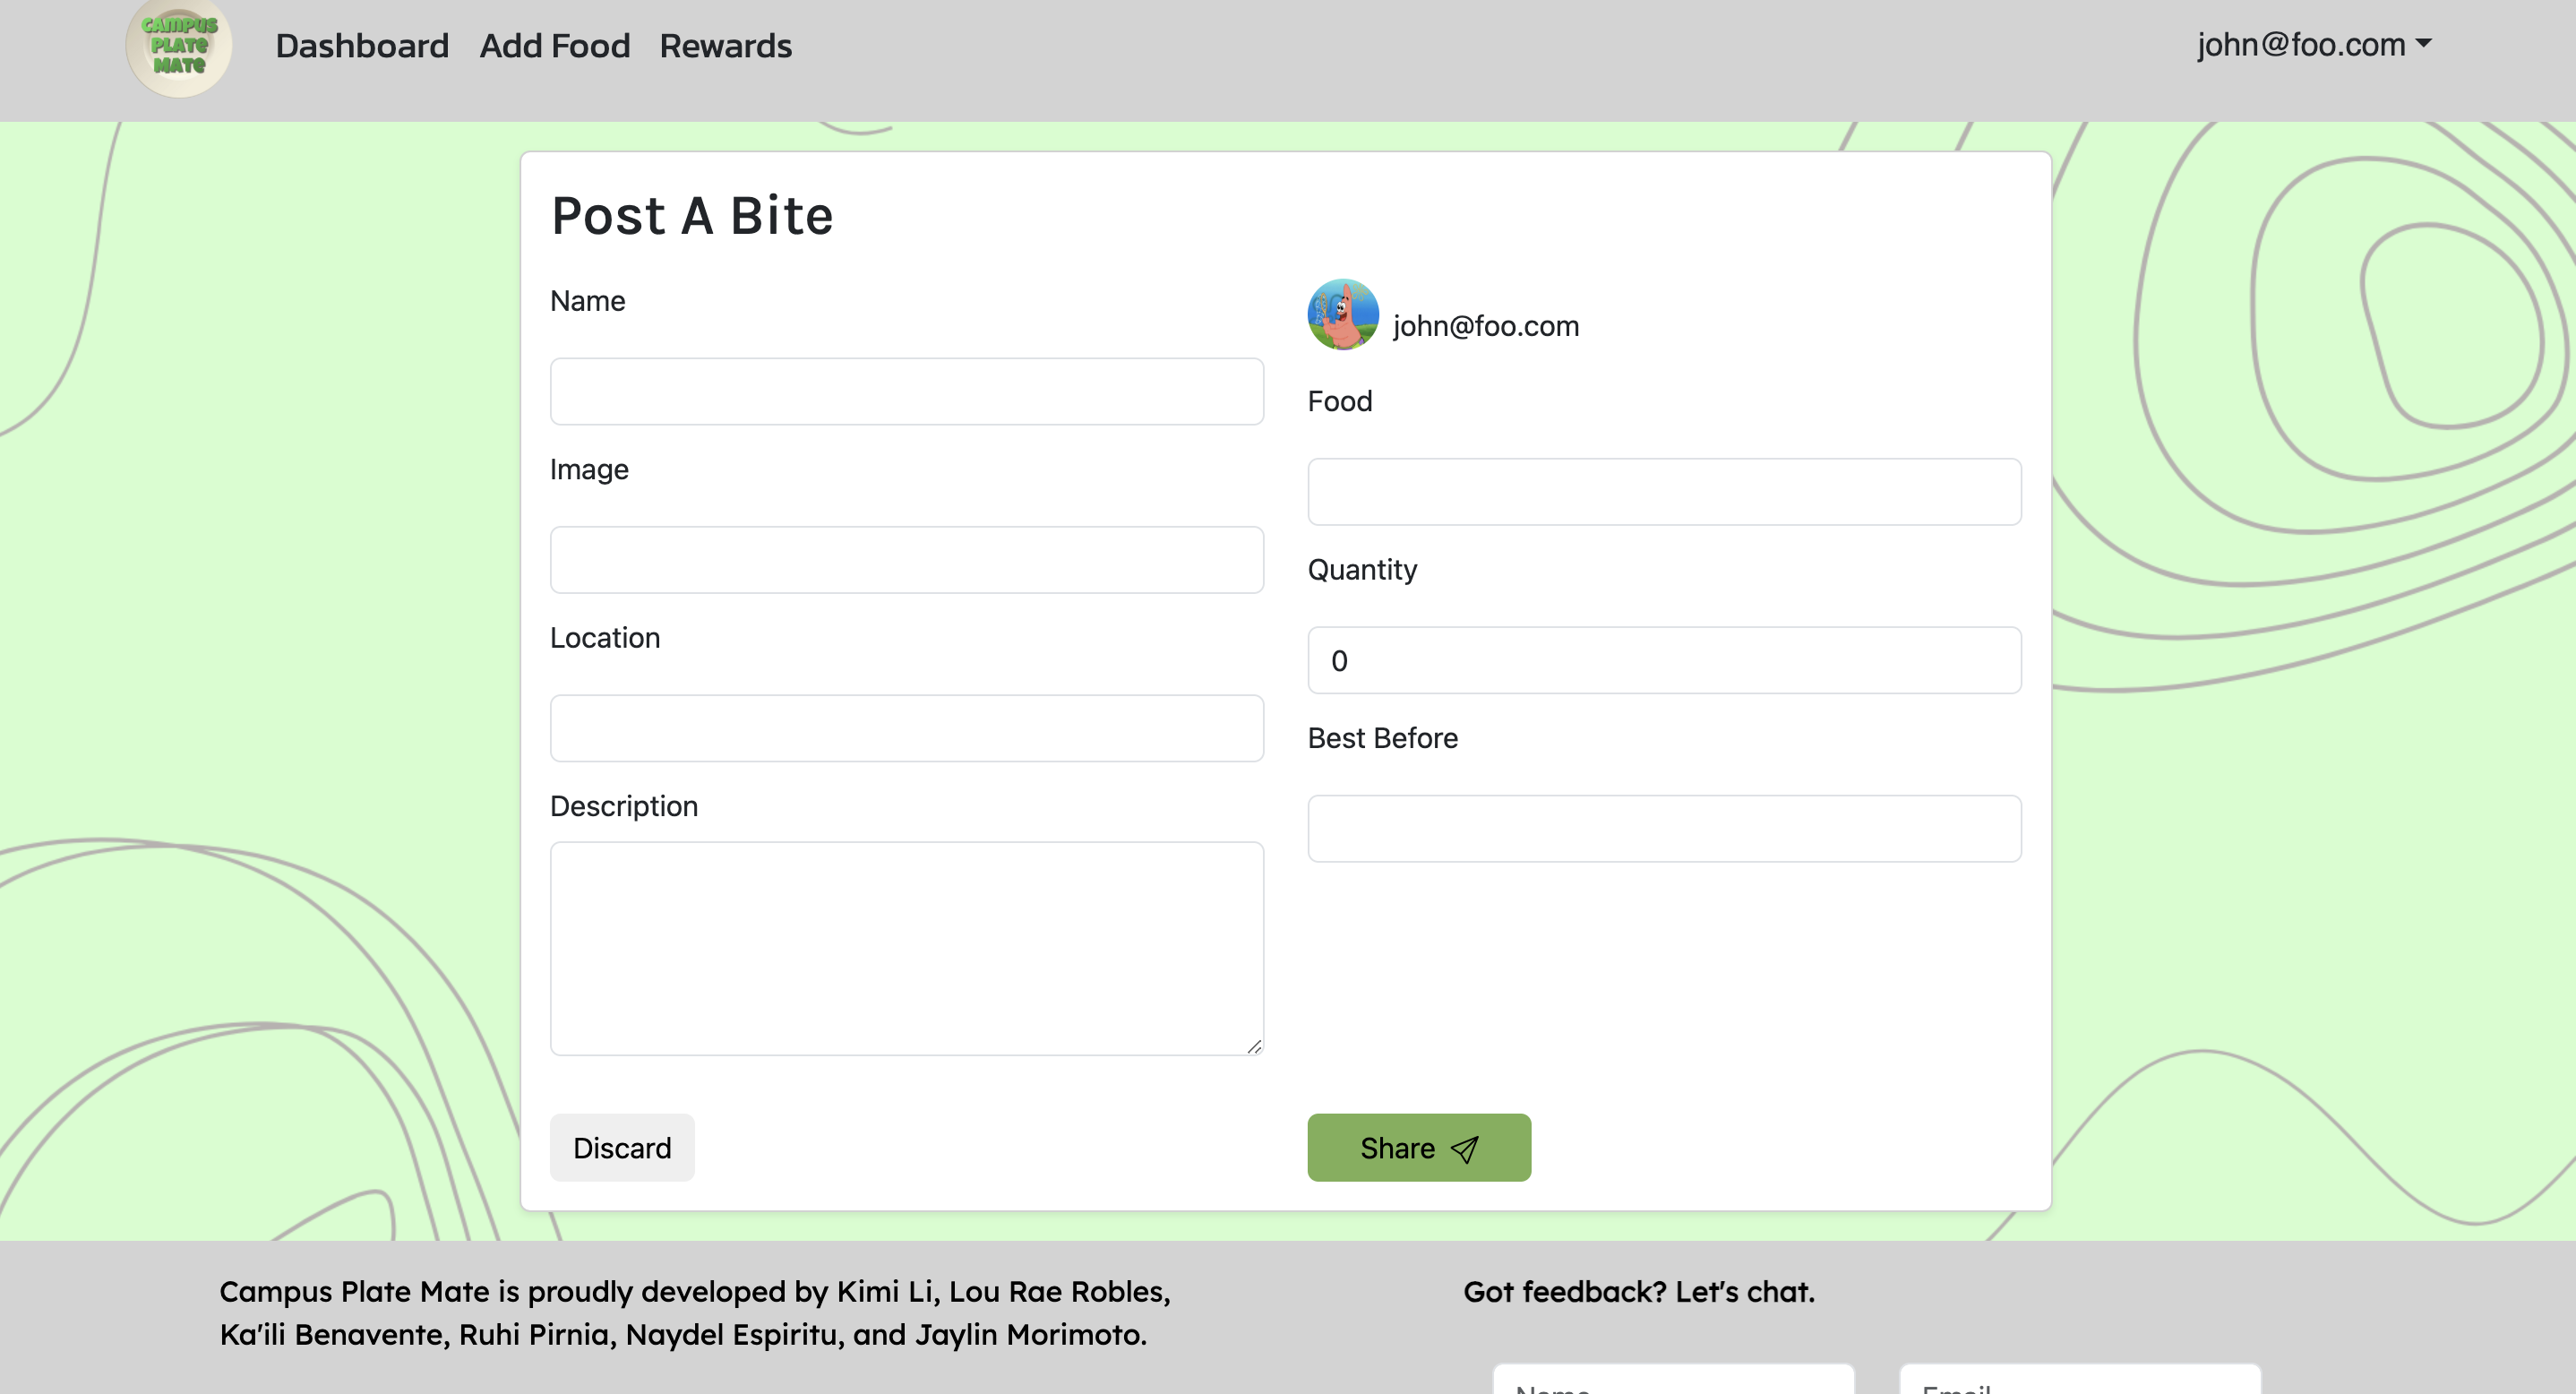 CAMPUS
PLATE
MATE
Dashboard
Add Food
Rewards
john@foo.com
Post A Bite
Name
Image
Location
Description
john@foo.com
Food
Quantity
0
Best Before
Discard
Share
Campus Plate Mate is proudly developed by Kimi Li, Lou Rae Robles,
Ka'ili Benavente, Ruhi Pirnia, Naydel Espiritu, and Jaylin Morimoto.
Got feedback? Let's chat.
Name
Email